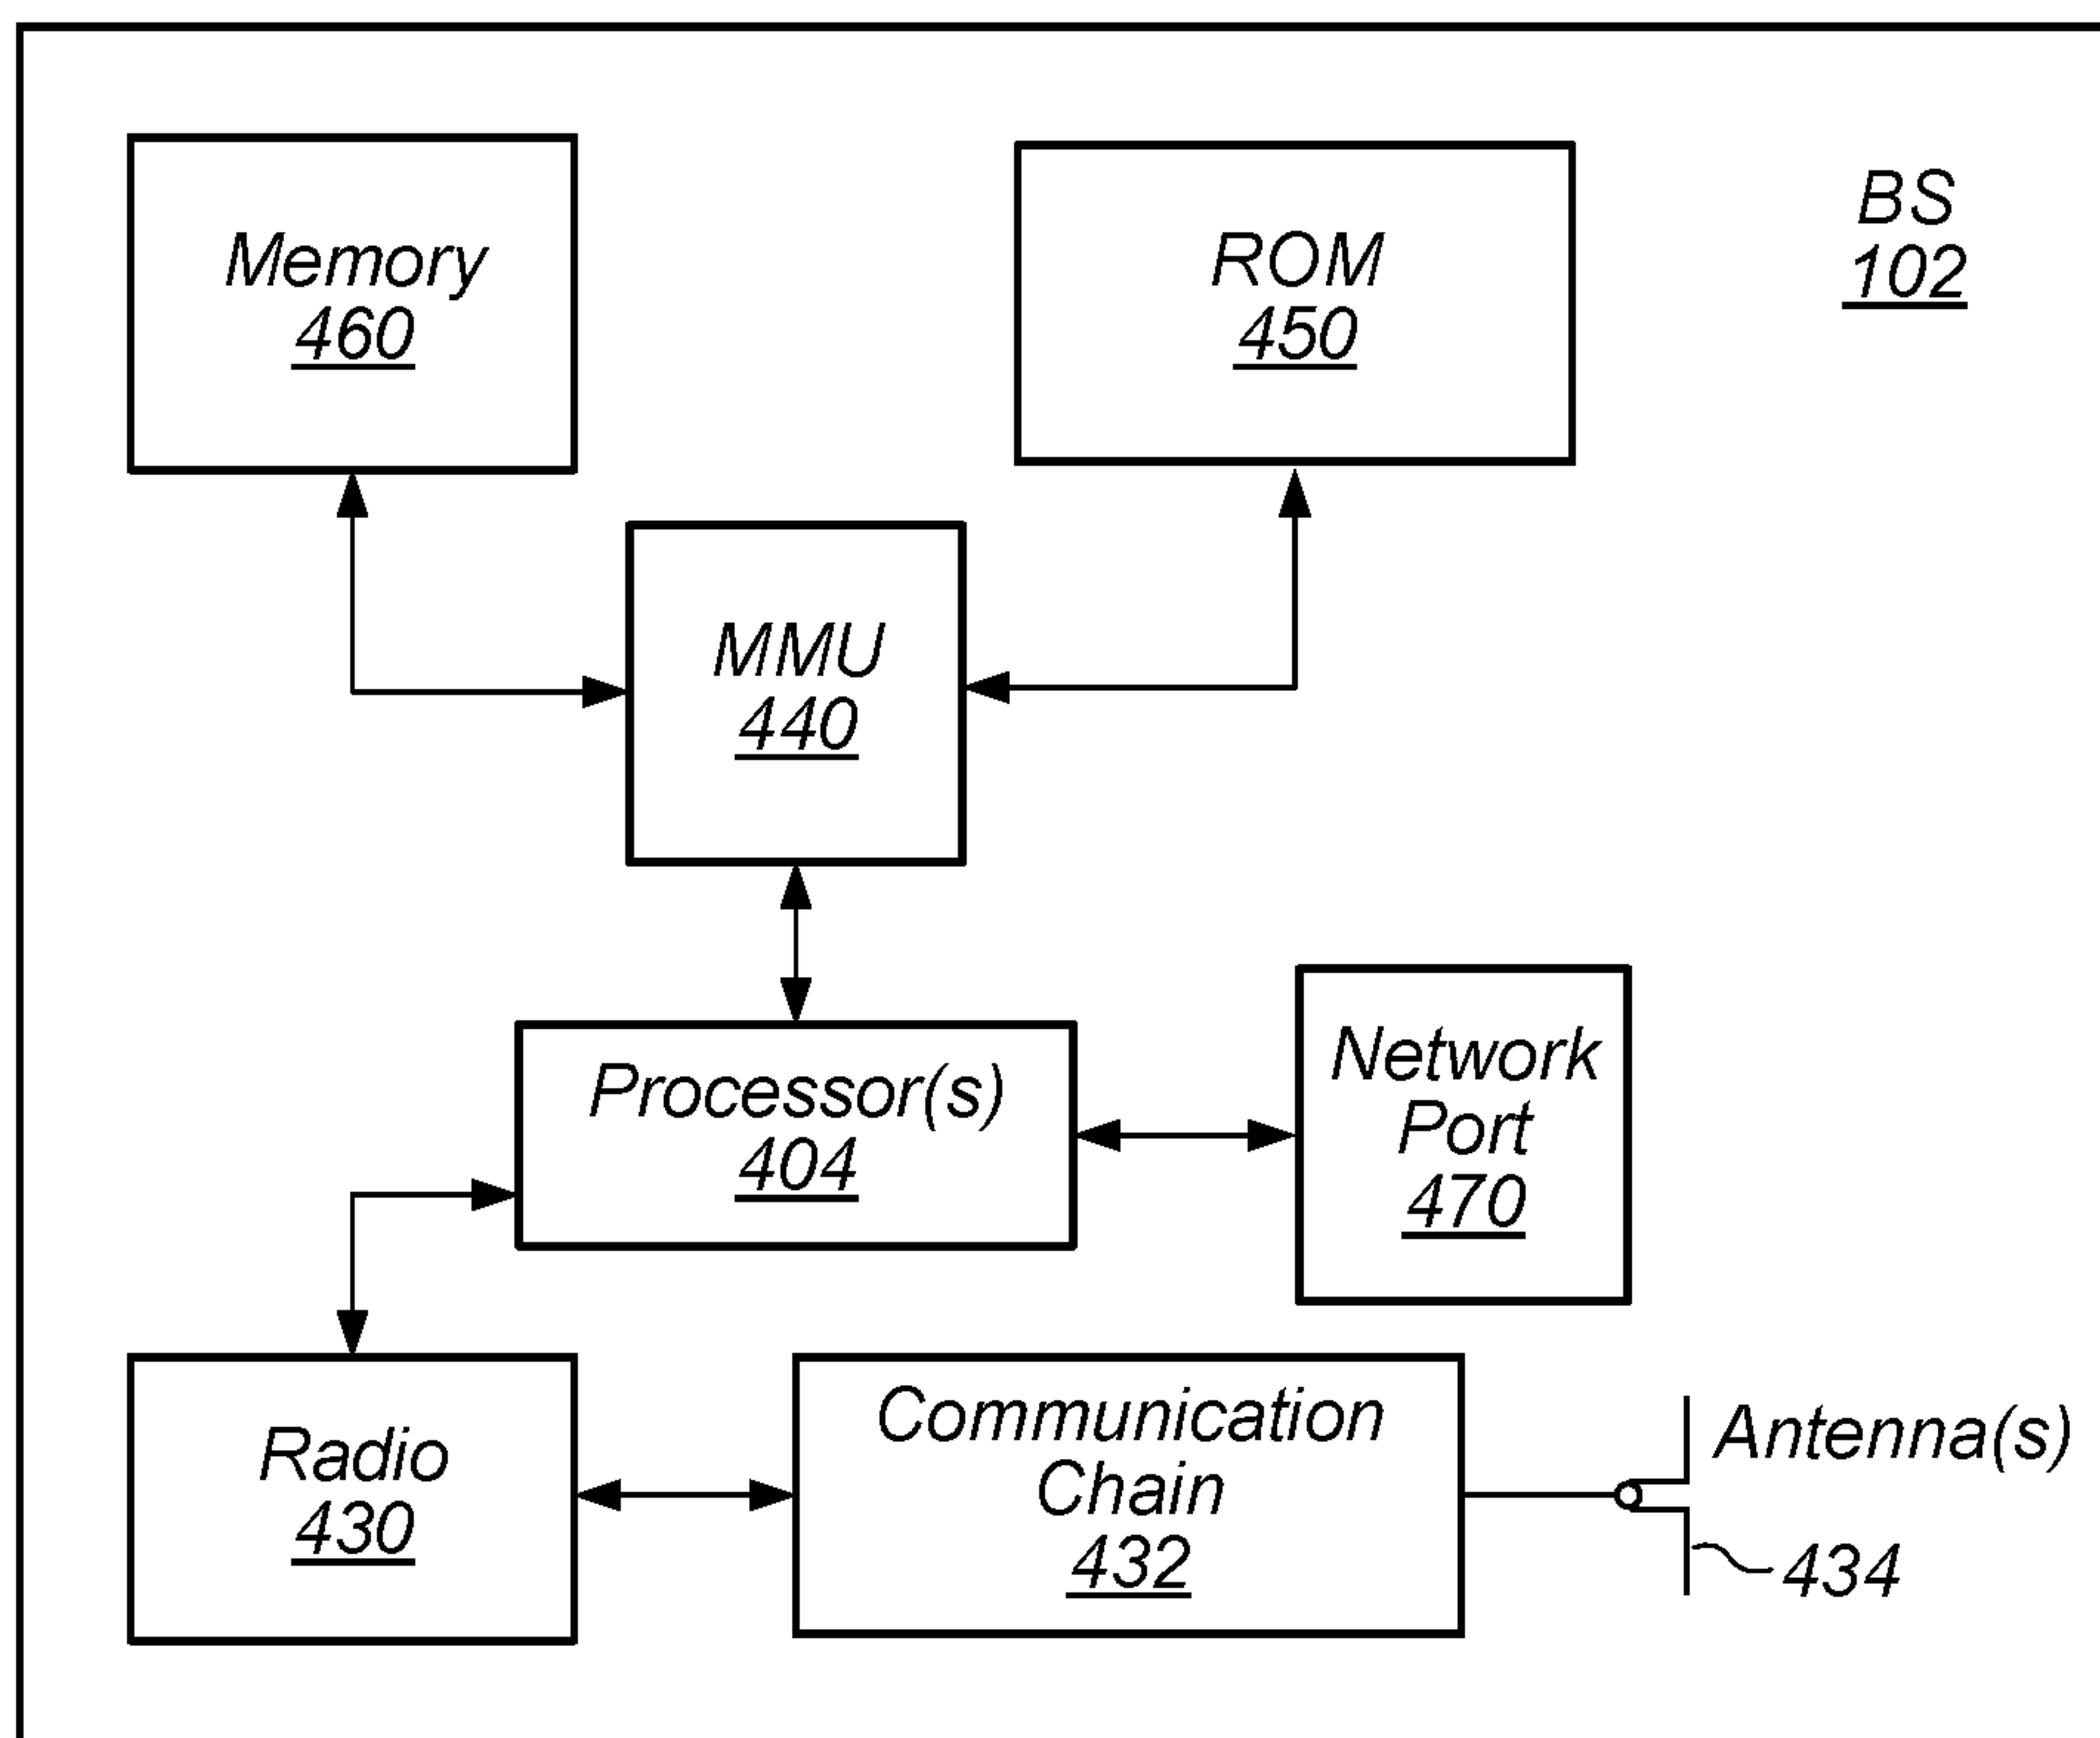 Memory
460
ROM
450
BS
102
MMU
440
Processor(s)
404
Network
Port
470
Radio
430
Communication
Chain
432
Antenna(s)
434